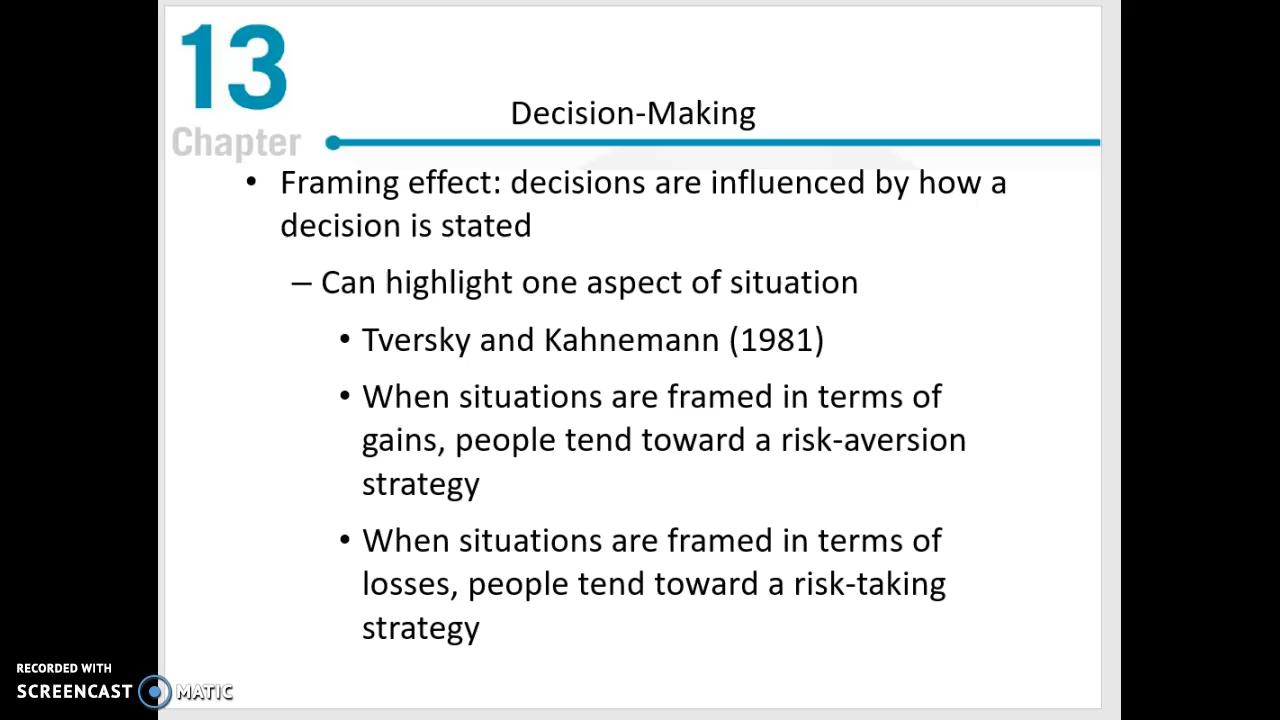 13
Chapter
Decision-Making
• Framing effect: decisions are influenced by how a
decision is stated
– Can highlight one aspect of situation
• Tversky and Kahnemann (1981)
• When situations are framed in terms of
gains, people tend toward a risk-aversion
strategy
• When situations are framed in terms of
losses, people tend toward a risk-taking
strategy
RECORDED WITH
SCREENCAST MATIC